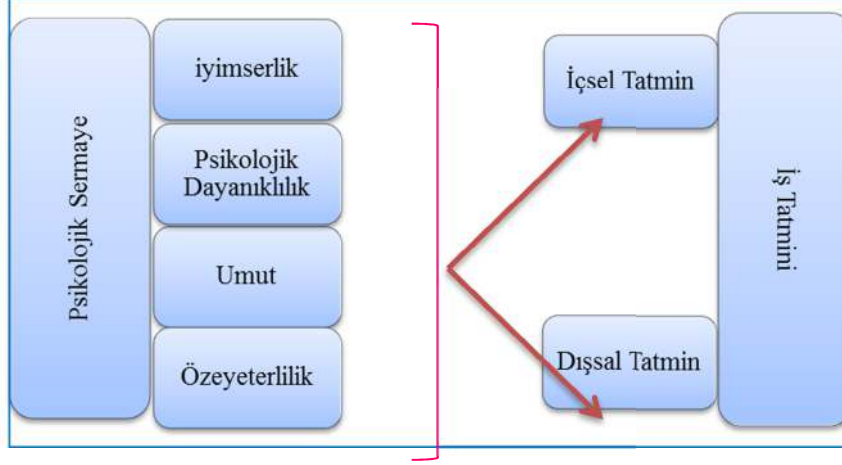 Psikolojik Sermaye
iyimserlik
Psikolojik
Dayanıklılık
Umut
Özeyeterlilik
İçsel Tatmin
Dışsal Tatmin
İş Tatmini